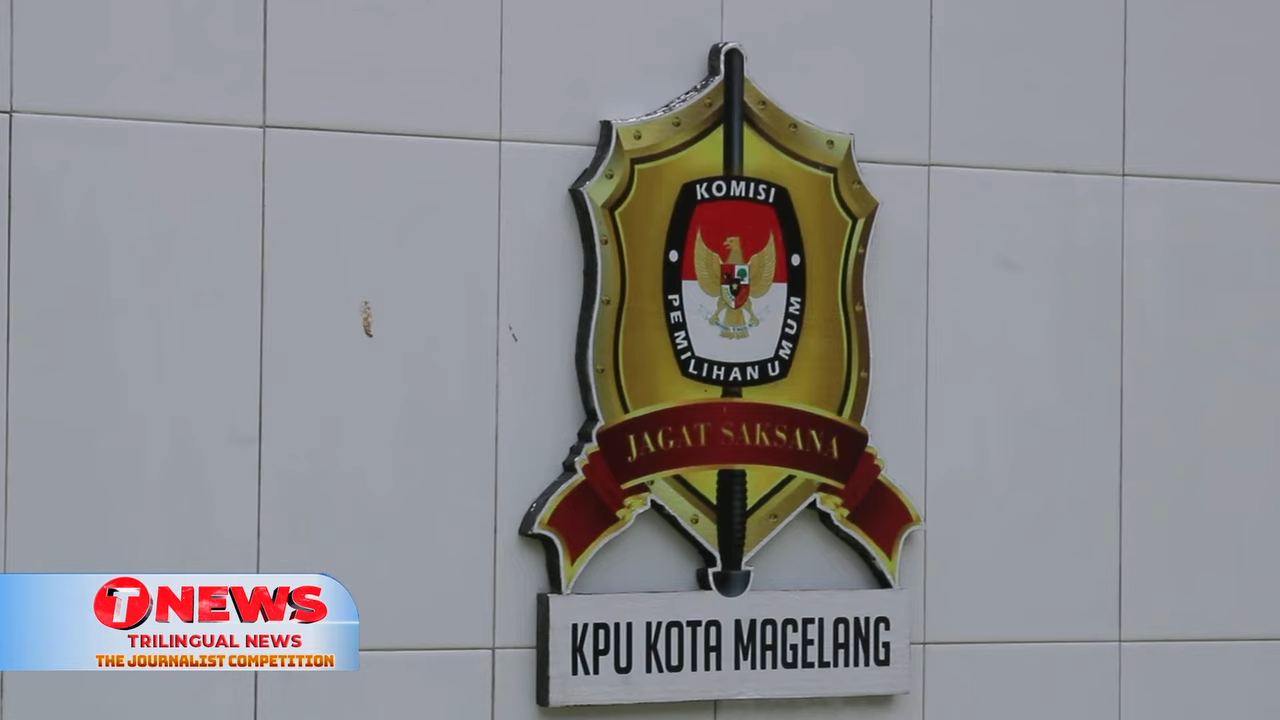 KOMISI
PEMILIHAN UMUM
JAGAT SAKSANA
KPU KOTA MAGELANG
T NEWS
TRILINGUAL NEWS
THE JOURNALIST COMPETITION